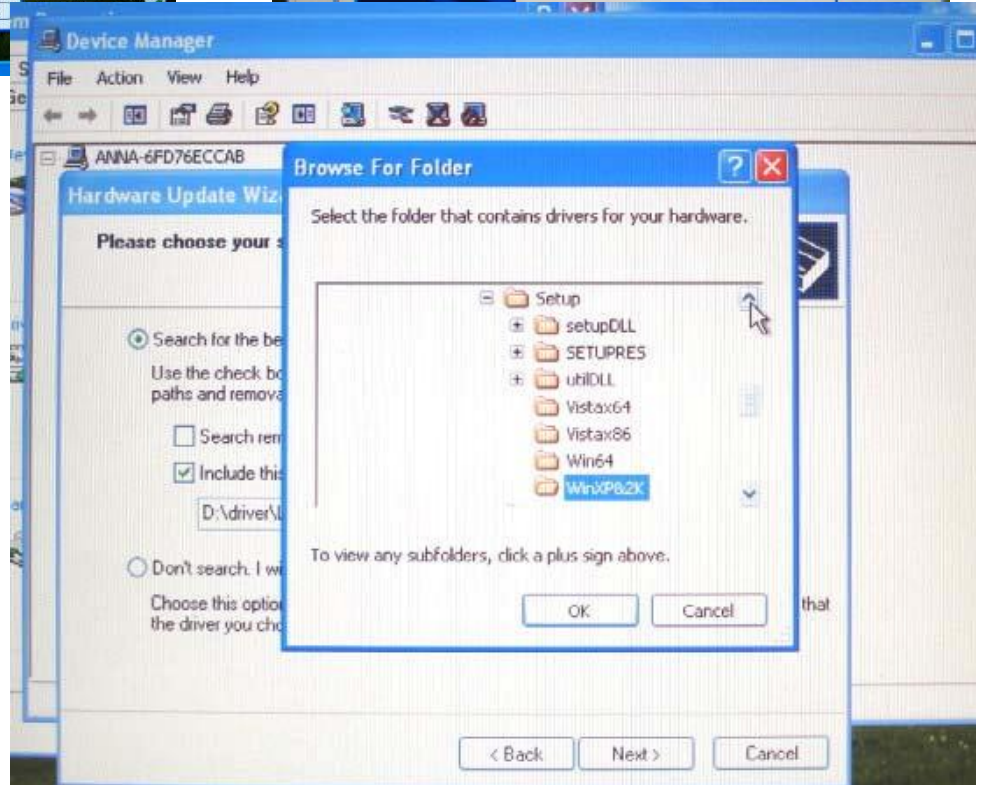 Device Manager
File Action View Help
ANNA-6FD76ECCAB
Hardware Update Wiz
Please choose your s
Search for the be
Use the check bo
paths and remova
Search rem
Include this
D:\driver\L
Don't search. I wi
Choose this option
the driver you cho
that
< Back Next > Cancel
Browse For Folder
Select the folder that contains drivers for your hardware.
Setup
setupDLL
SETUPRES
utilDLL
Vistax64
Vistax86
Win64
WinXP&2K
To view any subfolders, click a plus sign above.
OK Cancel